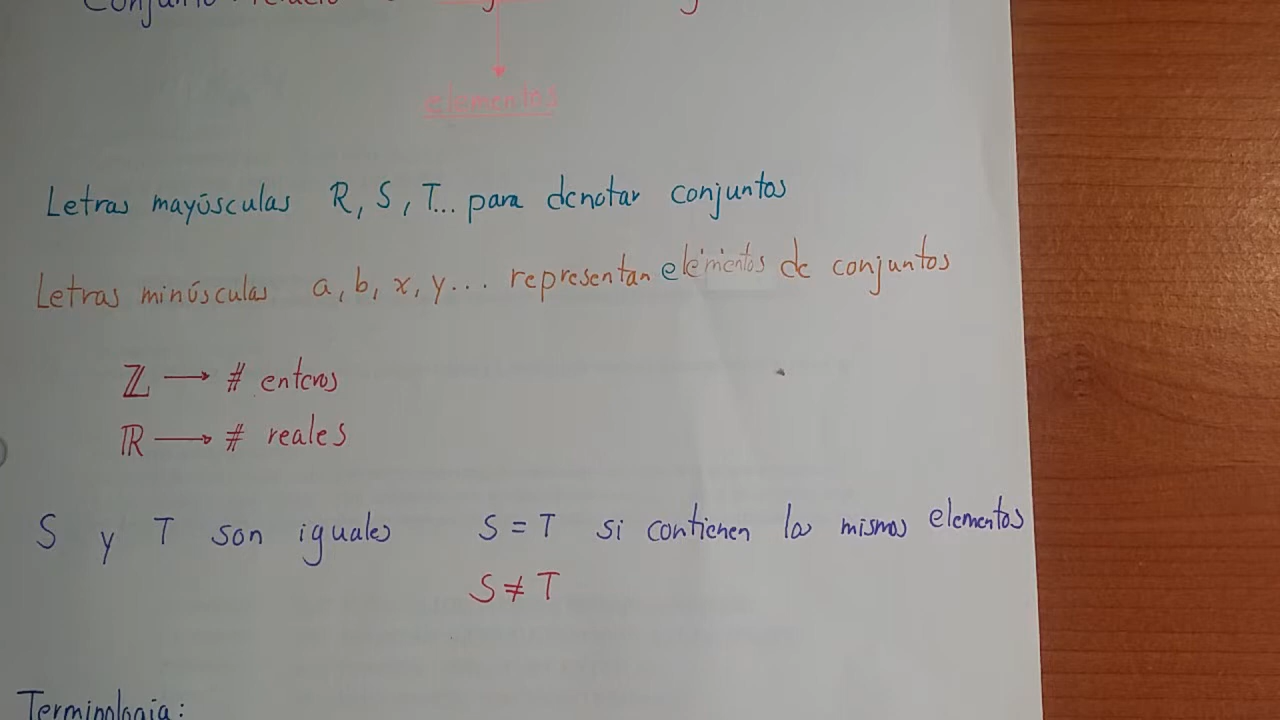 Conjunto
elementos
Letras mayúsculas R, S, T... para denotar conjuntos
Letras minúsculas a, b, x, y... representan elementos de conjuntos
ℤ → # enteros
ℝ → # reales
S y T son iguales S = T si contienen los mismos elementos
S ≠ T
Terminología: